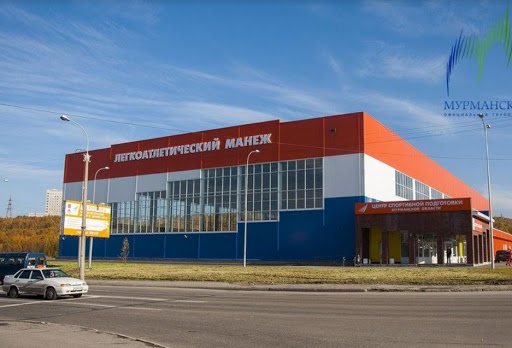 МУРМАНСК
ЛЕГКОАТЛЕТИЧЕСКИЙ МАНЕЖ
ЦЕНТР СПОРТИВНОЙ ПОДГОТОВКИ
МУРМАНСКОЙ ОБЛАСТИ